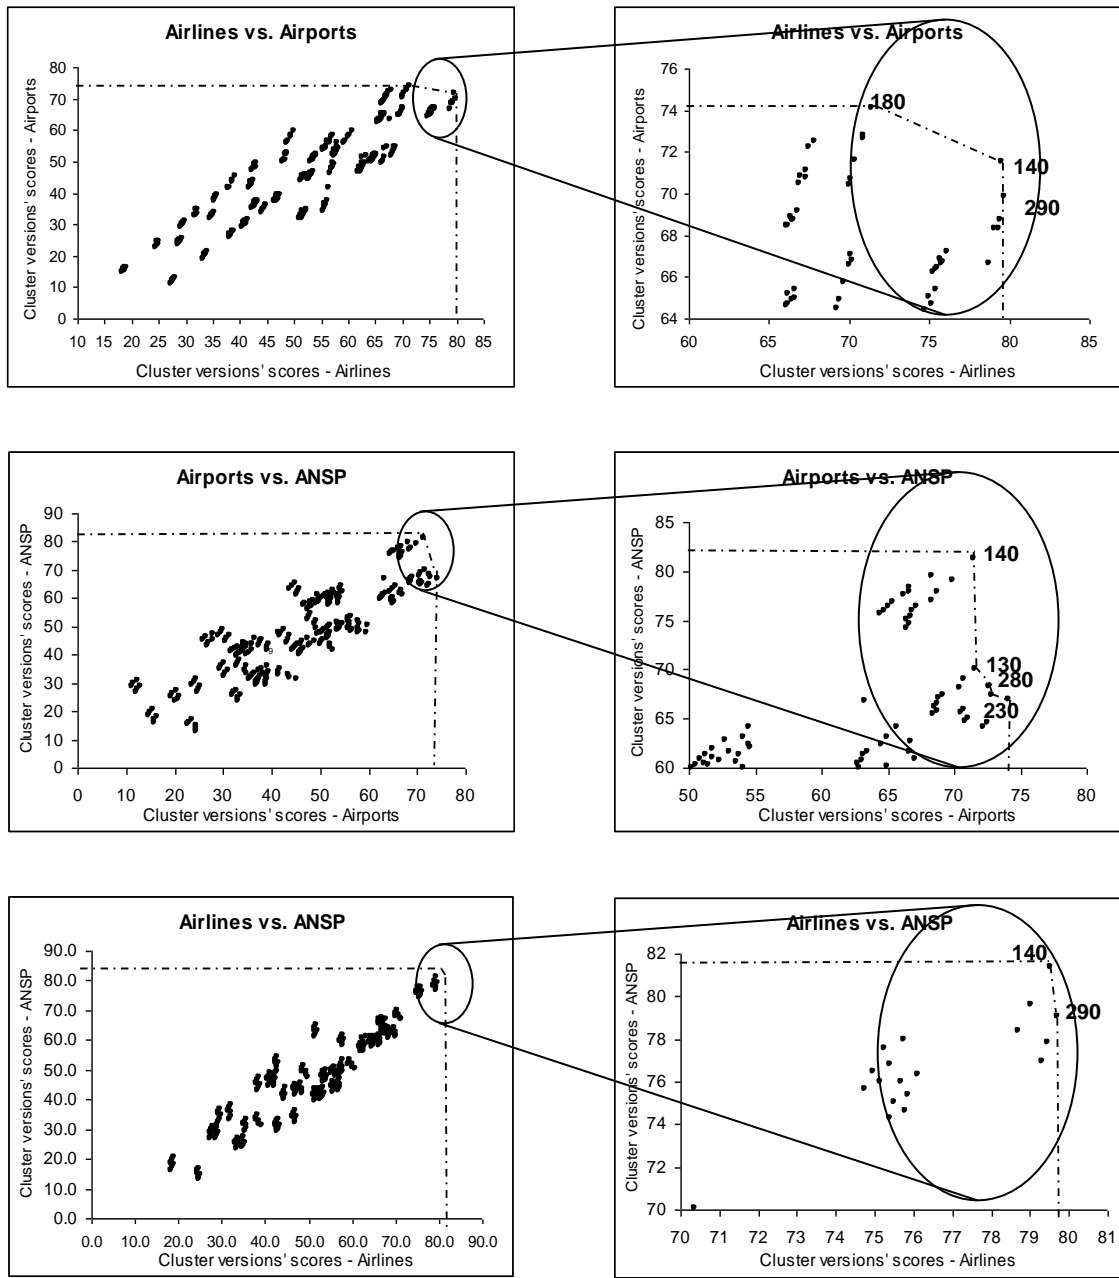 Airlines vs. Airports
Cluster versions' scores - Airports
80
70
60
50
40
30
20
10
0
10 15 20 25 30 35 40 45 50 55 60 65 70 75 80 85
Cluster versions' scores - Airlines
Airlines vs. Airports
Cluster versions' scores - Airports
76
74
72
70
68
66
64
180
140
290
60 65 70 75 80 85
Cluster versions' scores - Airlines
Airports vs. ANSP
Cluster versions' scores - ANSP
90
80
70
60
50
40
30
20
10
0
9
0 10 20 30 40 50 60 70 80
Cluster versions' scores - Airports
Airports vs. ANSP
Cluster versions' scores - ANSP
85
80
75
70
65
60
140
130
280
230
50 55 60 65 70 75 80
Cluster versions' scores - Airports
Airlines vs. ANSP
Cluster versions' scores - ANSP
90.0
80.0
70.0
60.0
50.0
40.0
30.0
20.0
10.0
0.0
0.0 10.0 20.0 30.0 40.0 50.0 60.0 70.0 80.0 90.0
Cluster versions' scores - Airlines
Airlines vs. ANSP
Cluster versions' scores - ANSP
82
80
78
76
74
72
70
140
290
70 71 72 73 74 75 76 77 78 79 80 81
Cluster versions' scores - Airlines